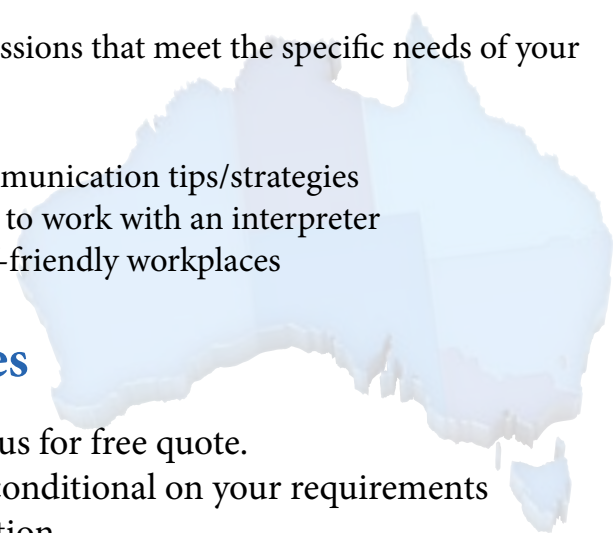 ssions that meet the specific needs of your
munication tips/strategies
to work with an interpreter
-friendly workplaces
es
us for free quote.
conditional on your requirements
tion